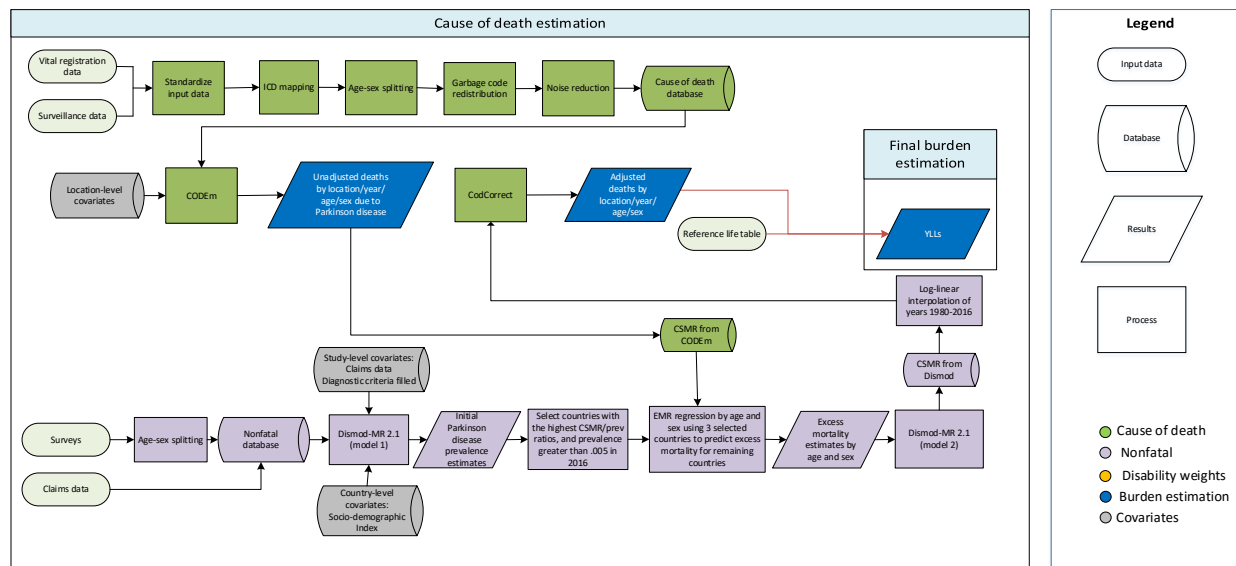 Cause of death estimation
Legend
Vital registration
data
Surveillance data
Standardize
input data
ICD mapping
Age-sex splitting
Garbage code
redistribution
Noise reduction
Cause of death
database
Input data
Database
Results
Process
Location-level
covariates
CODEm
Unadjusted deaths
by location/year/
age/sex due to
Parkinson disease
CodCorrect
Adjusted
deaths by
location/year/
age/sex
Reference life table
Final burden
estimation
YLLs
Log-linear
interpolation of
years 1980-2016
CSMR from
CODEm
CSMR from
Dismod
Study-level covariates:
Claims data
Diagnostic criteria filled
Surveys
Claims data
Age-sex splitting
Nonfatal
database
Dismod-MR 2.1
(model 1)
Country-level
covariates:
Socio-demographic
Index
Initial
Parkinson
disease
prevalence
estimates
Select countries with
the highest CSMR/prev
ratios, and prevalence
greater than .005 in
2016
EMR regression by age and
sex using 3 selected
countries to predict excess
mortality for remaining
countries
Excess
mortality
estimates by
age and sex
Dismod-MR 2.1
(model 2)
Cause of death
Nonfatal
Disability weights
Burden estimation
Covariates